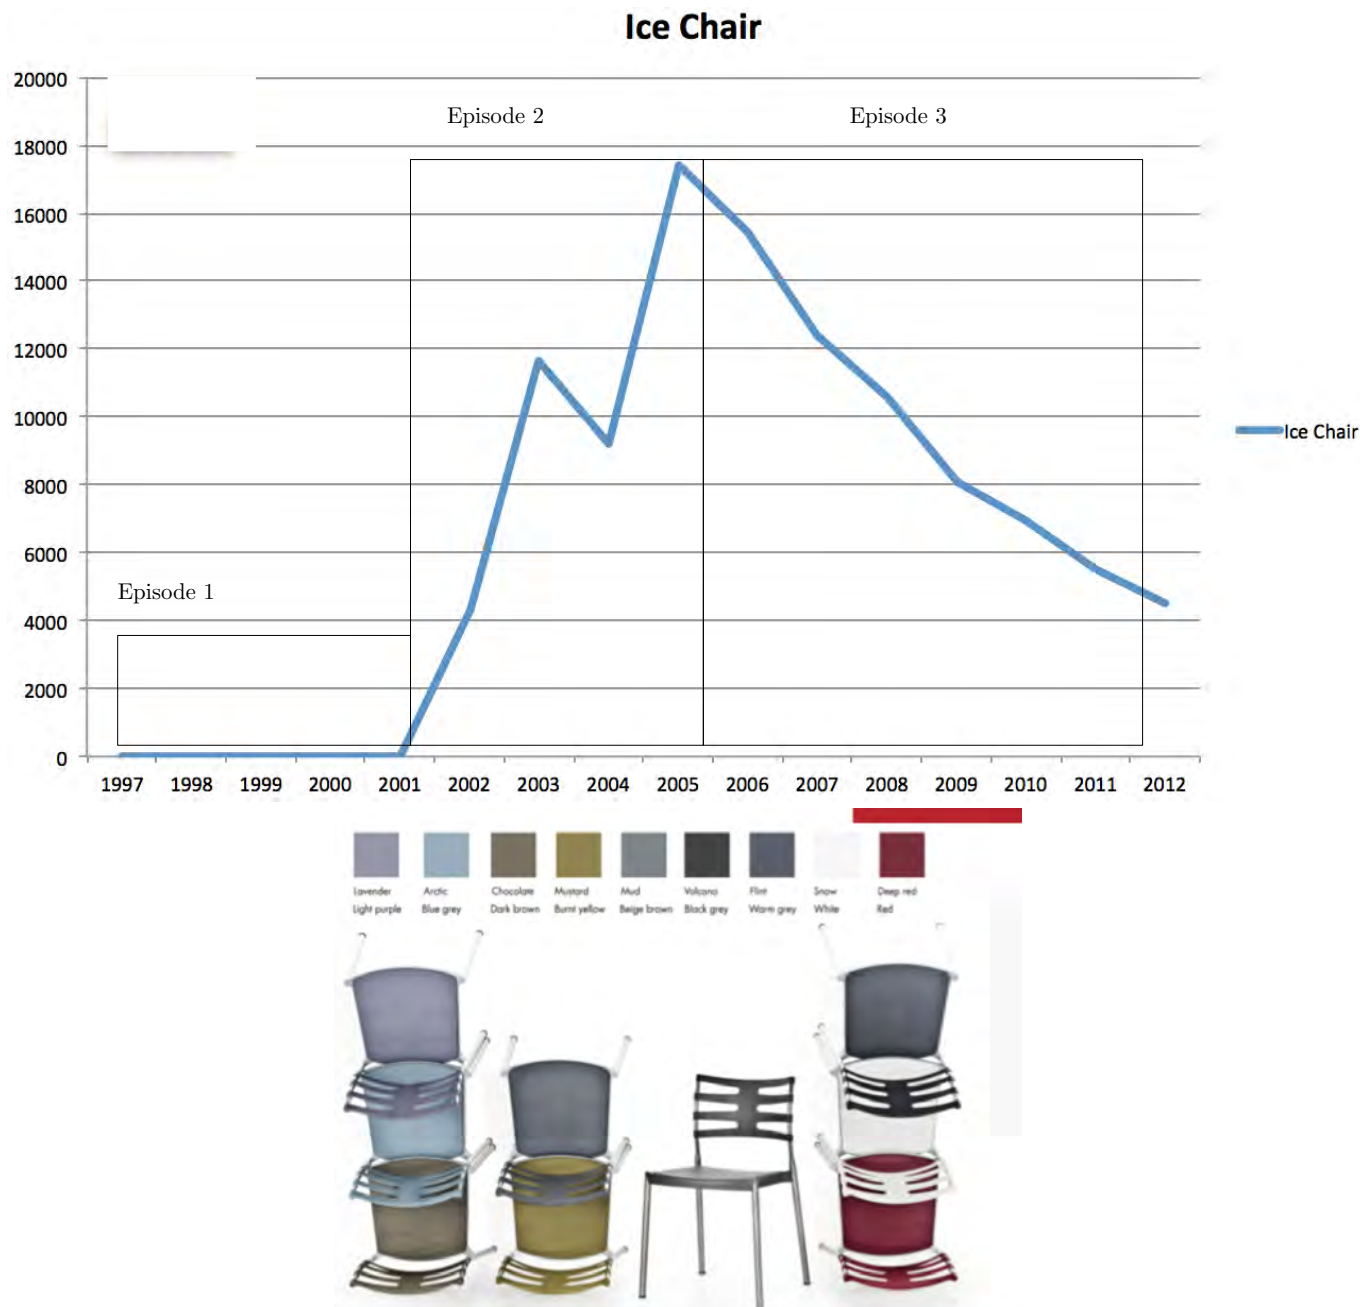 Ice Chair
20000
18000
16000
14000
12000
10000
8000
6000
4000
2000
0
Episode 1
Episode 2
Episode 3
Ice Chair
1997 1998 1999 2000 2001 2002 2003 2004 2005 2006 2007 2008 2009 2010 2011 2012
Lavender Arctic Chocolate Mustard Mud Volcano Flint Snow Deep red
Light purple Blue grey Dark brown Burnt yellow Beige brown Black grey Warm grey White Red